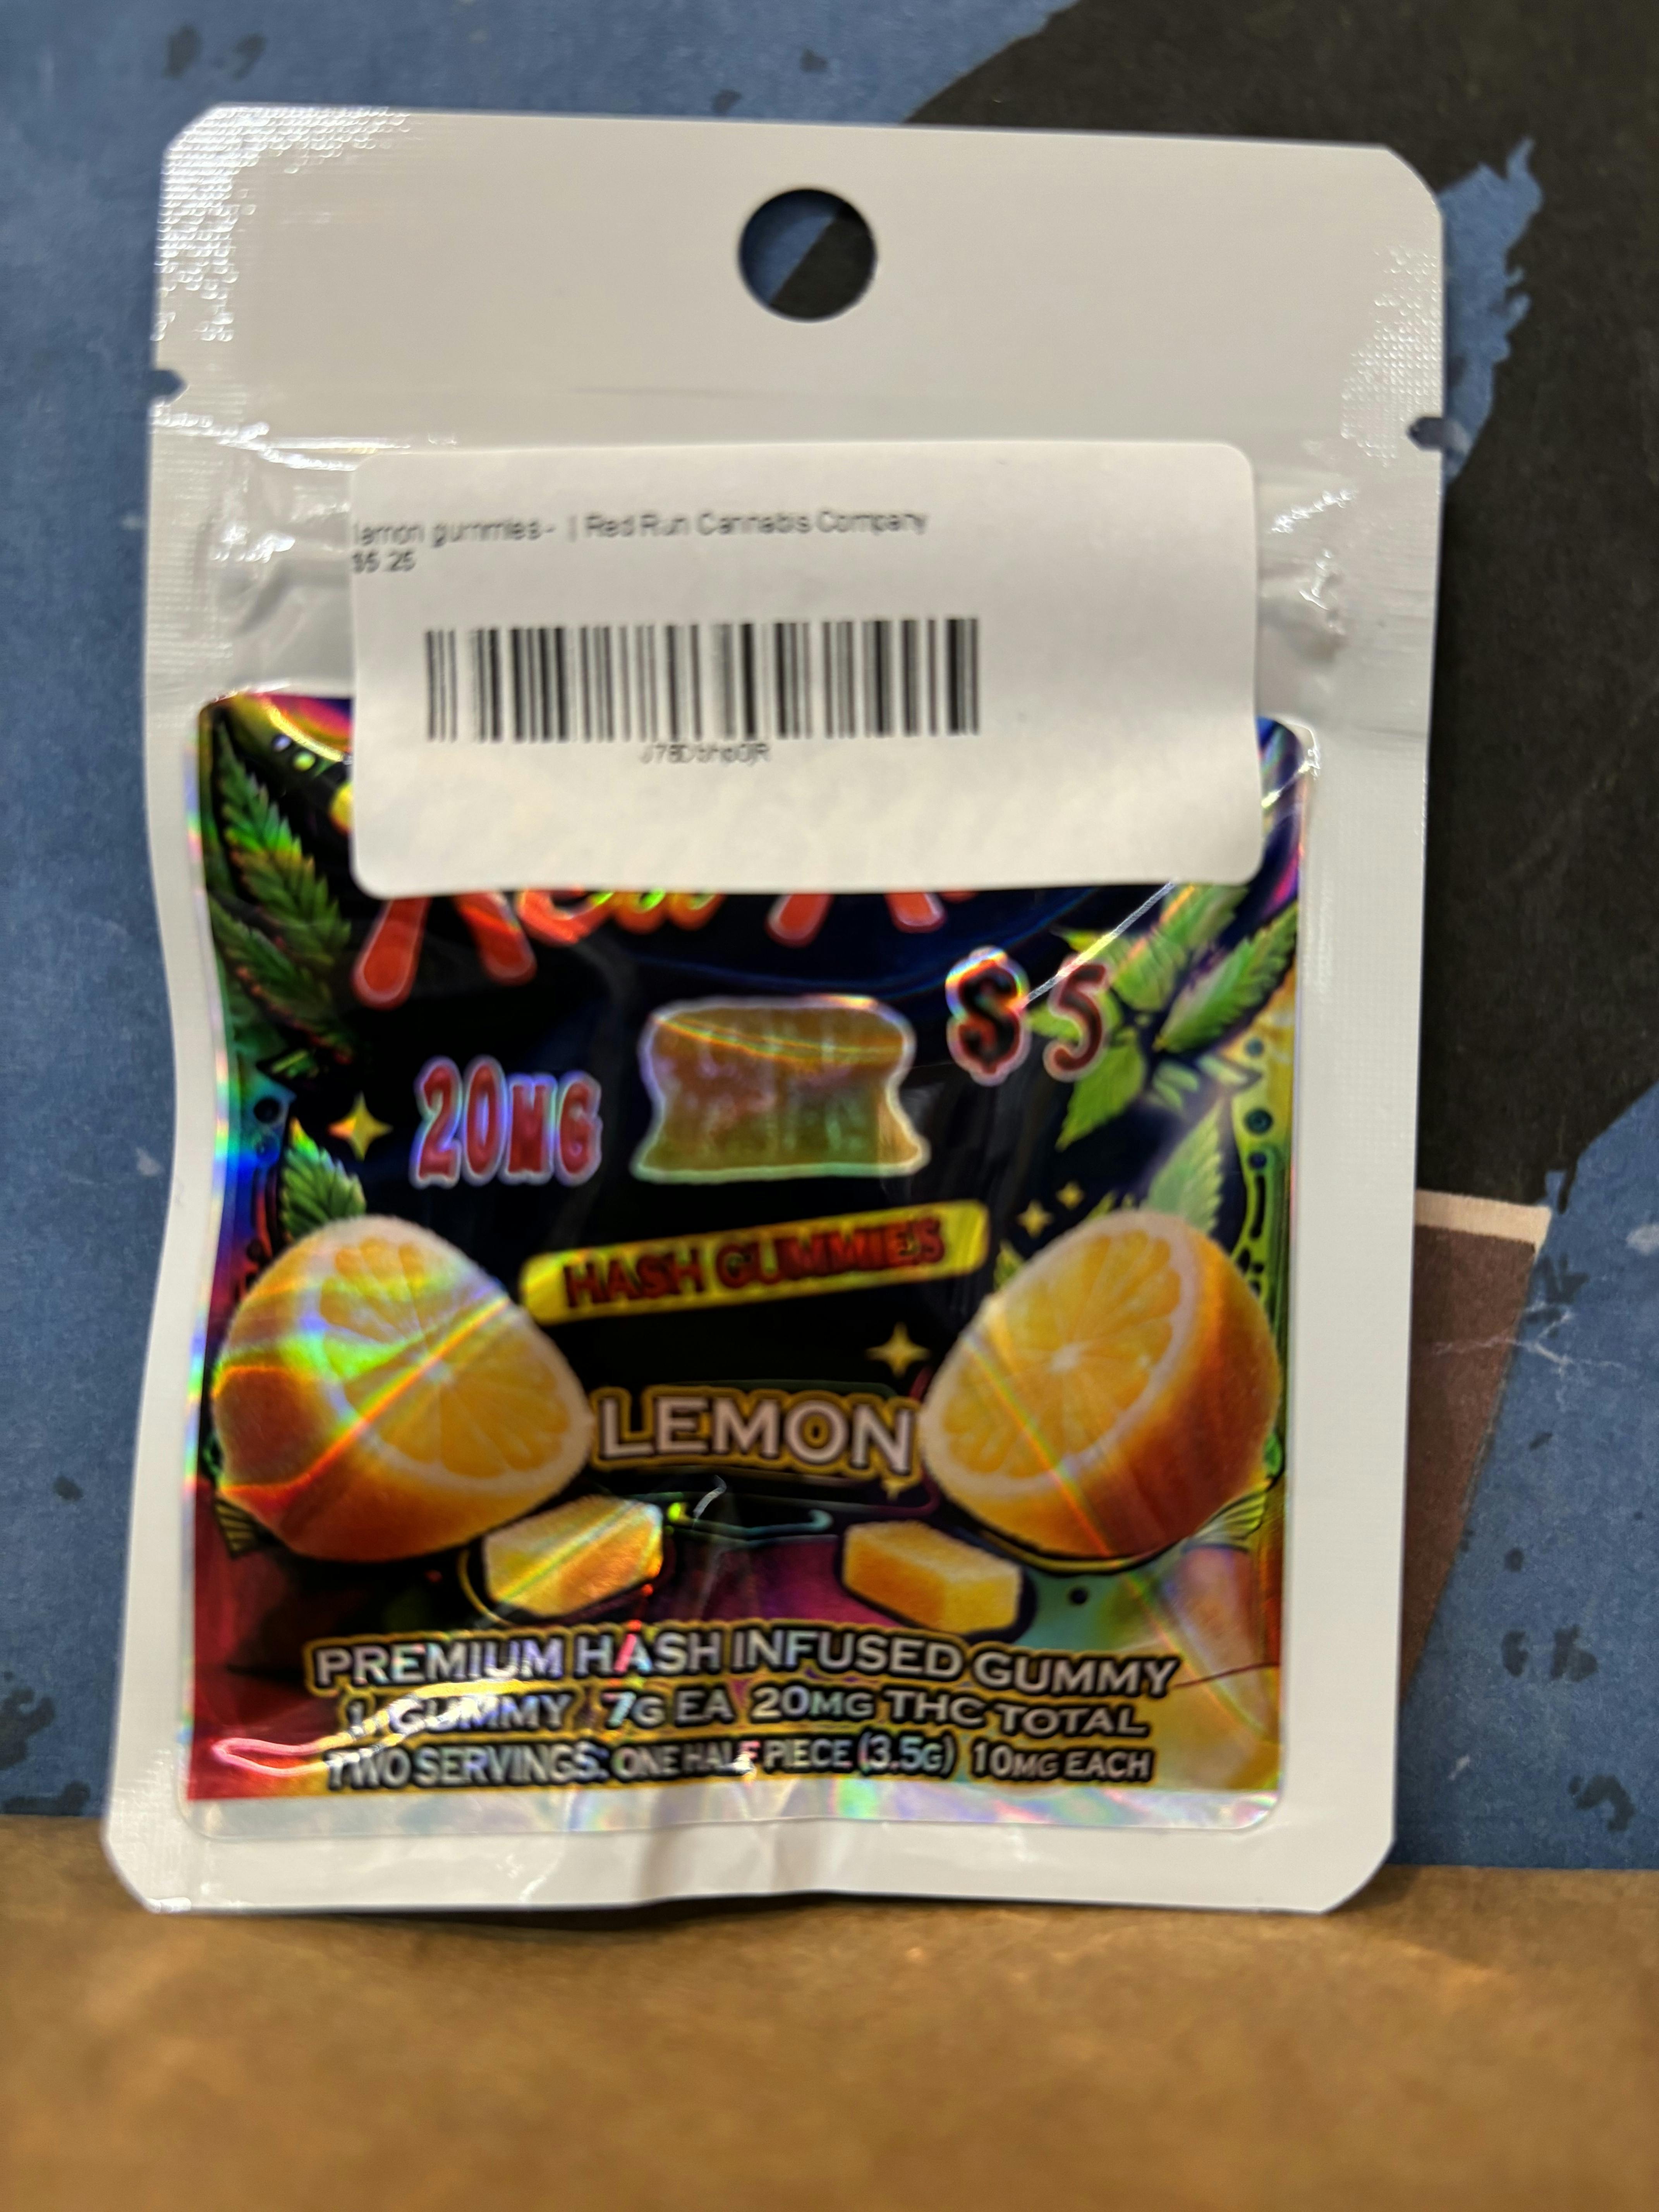 lemon gummies- | Red Run Cannabis Company
$5.25
$5
20MG
HASH GUMMIES
LEMON
PREMIUM HASH INFUSED GUMMY
1 GUMMY 7G EA 20MG THC TOTAL
TWO SERVINGS: ONE HALF PIECE (3.5G) 10MG EACH